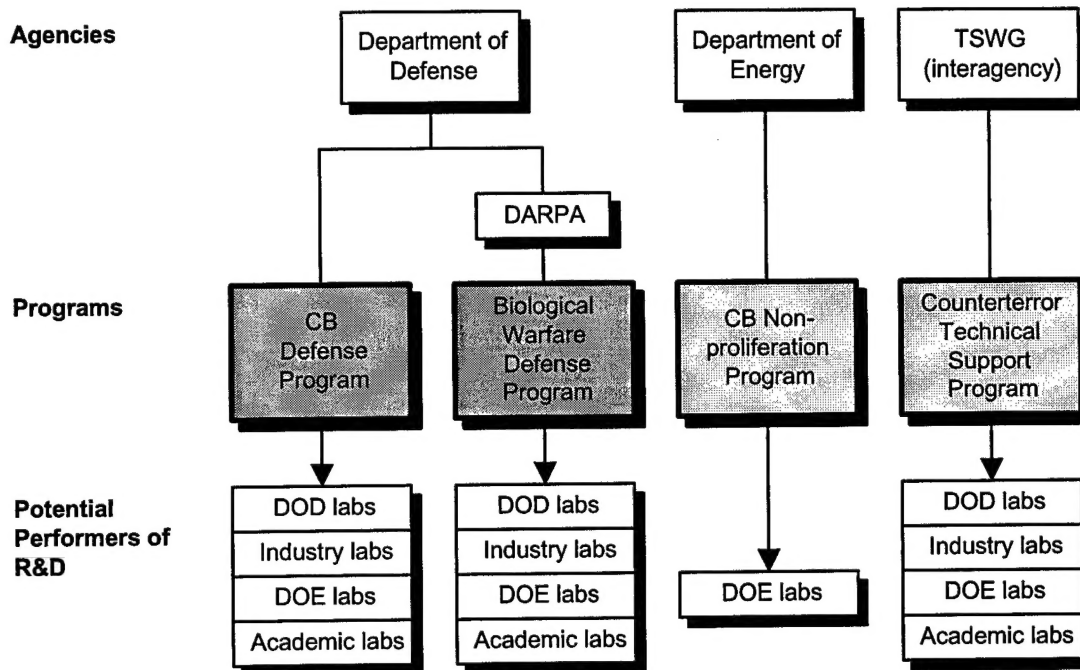 Agencies
Department of
Defense
Department of
Energy
TSWG
(interagency)
DARPA
Programs
CB
Defense
Program
Biological
Warfare
Defense
Program
CB Non-
proliferation
Program
Counterterror
Technical
Support
Program
Potential
Performers of
R&D
DOD labs
Industry labs
DOE labs
Academic labs
DOD labs
Industry labs
DOE labs
Academic labs
DOE labs
DOD labs
Industry labs
DOE labs
Academic labs